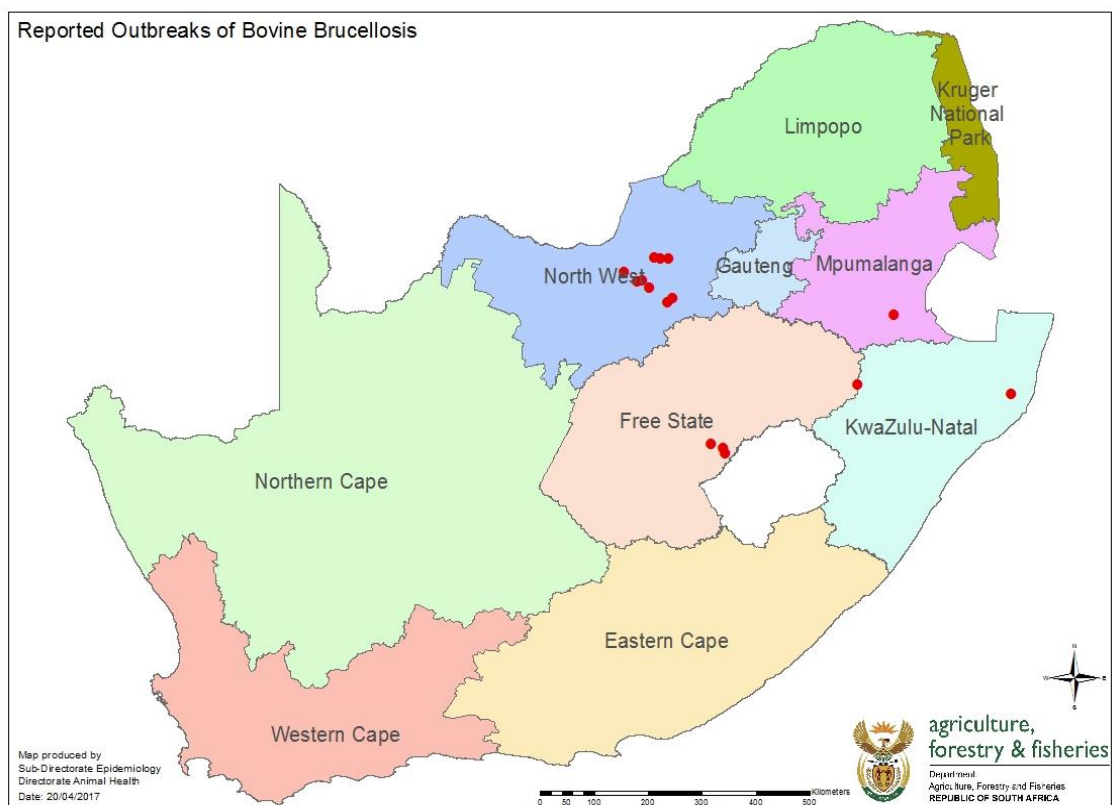 Reported Outbreaks of Bovine Brucellosis
Kruger
National
Park
Limpopo
North West
Gauteng
Mpumalanga
Free State
KwaZulu-Natal
Northern Cape
Eastern Cape
Western Cape
N
W E
S
Map produced by
Sub-Directorate Epidemiology
Directorate Animal Health
Date: 20/04/2017
Kilometers
0 50 100 200 300 400 500
agriculture,
forestry & fisheries
Department:
Agriculture, Forestry and Fisheries
REPUBLIC OF SOUTH AFRICA